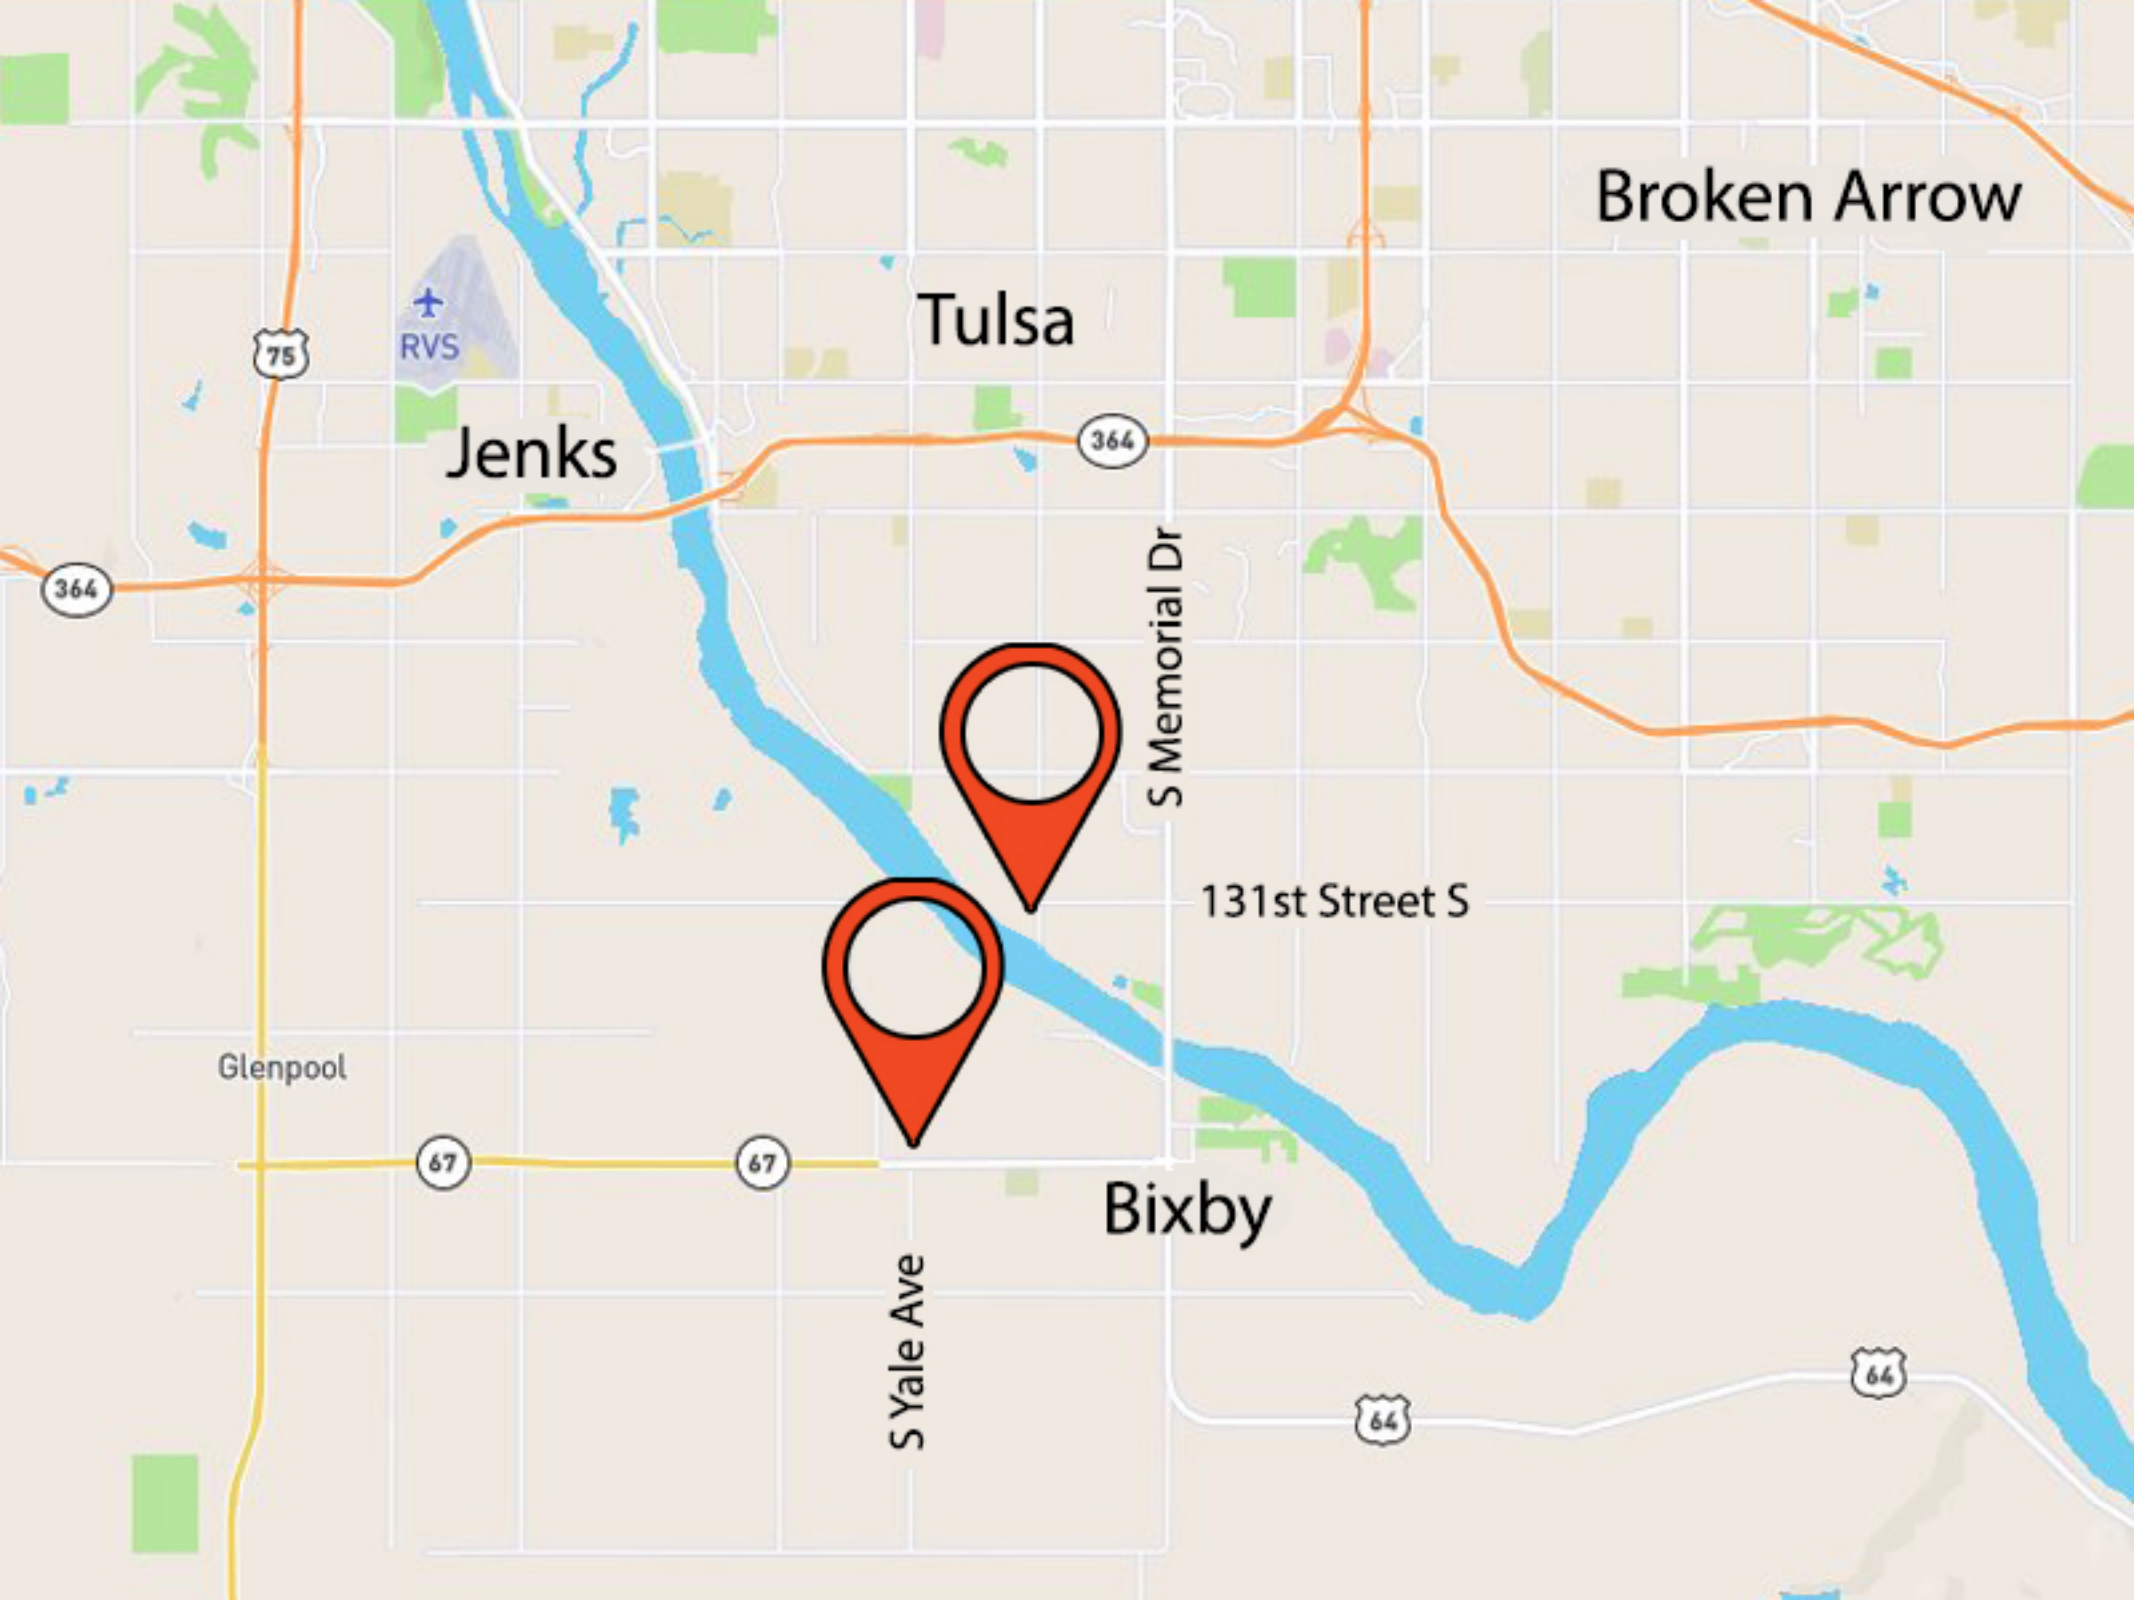 Broken Arrow
Tulsa
RVS
75
Jenks
364
364
S Memorial Dr
131st Street S
Glenpool
67
67
Bixby
S Yale Ave
64
64